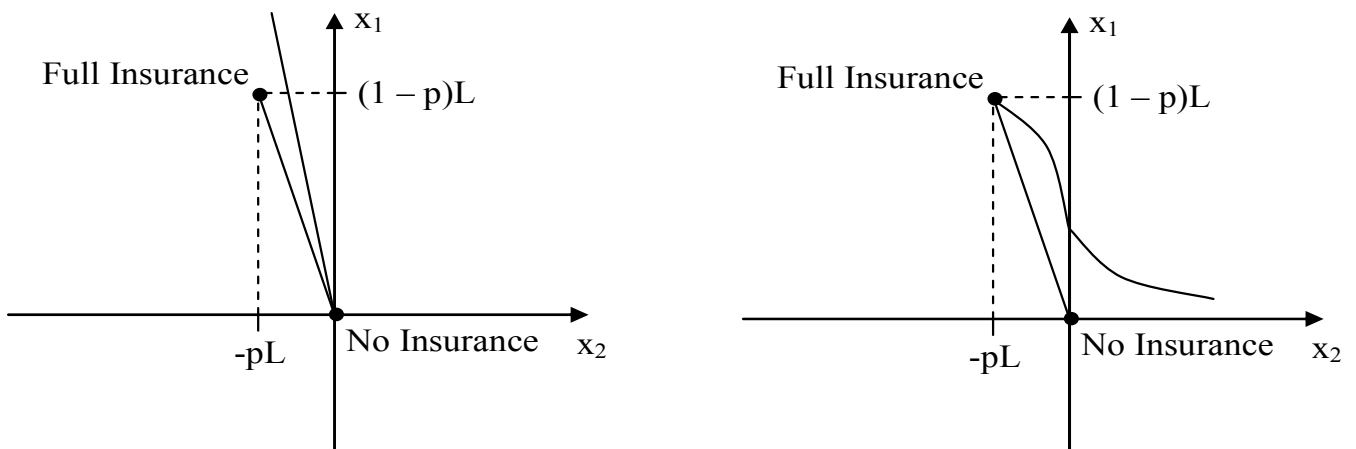 x₁
Full Insurance
(1 – p)L
No Insurance
-pL
x₂
x₁
Full Insurance
(1 – p)L
No Insurance
-pL
x₂